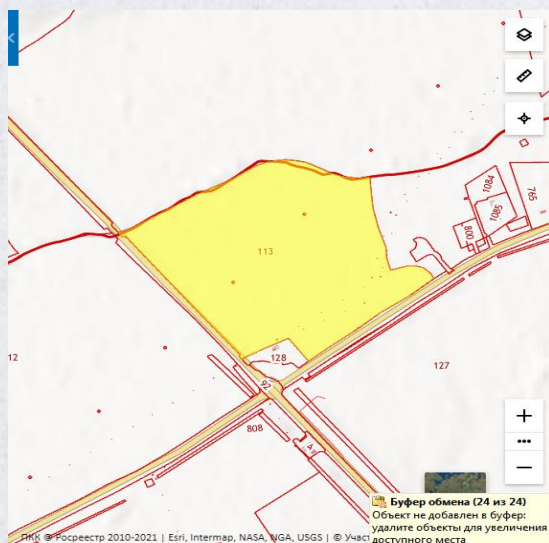 1084
765
1085
800
113
128
12
92
127
808
4
+
•••
−
Буфер обмена (24 из 24)
Объект не добавлен в буфер:
удалите объекты для увеличения
доступного места
ПКК © Росреестр 2010-2021 | Esri, Intermap, NASA, NGA, USGS | © Участ